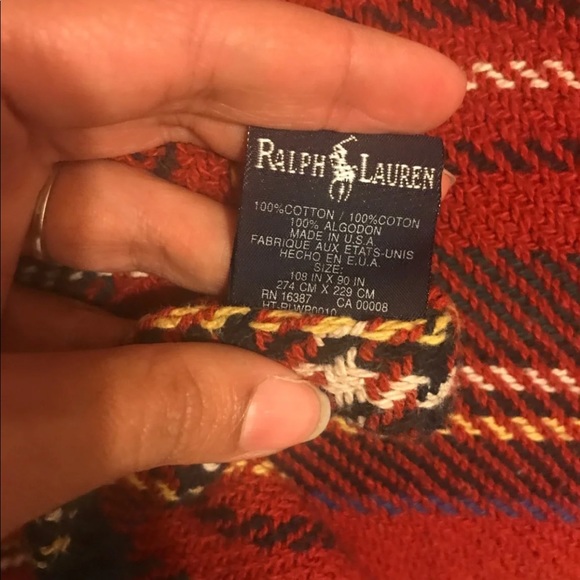 RALPH LAUREN
100%COTTON / 100%COTON
100% ALGODON
MADE IN U.S.A.
FABRIQUE AUX ETATS-UNIS
HECHO EN E.U.A.
SIZE:
108 IN X 90 IN
274 CM X 229 CM
RN 16387 CA 00008